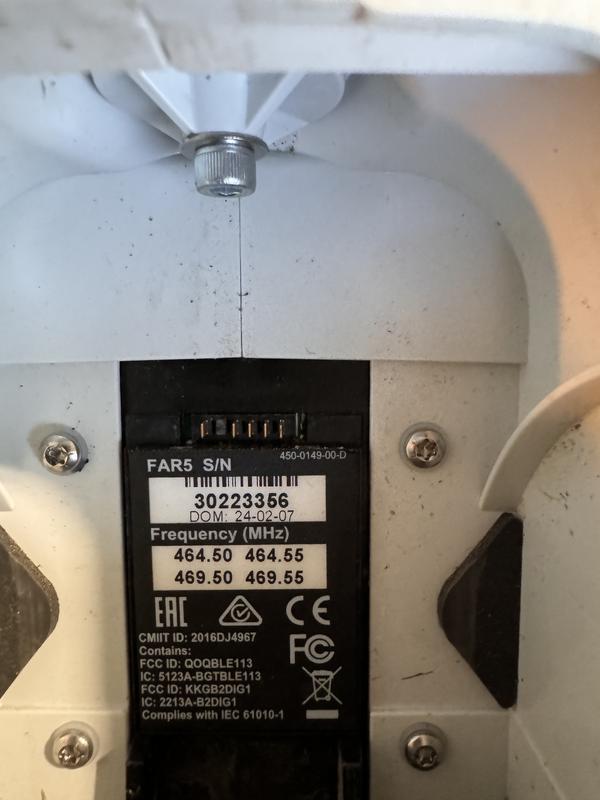 FAR5 S/N 450-0149-00-D
30223356
DOM: 24-02-07
Frequency (MHz)
464.50 464.55
469.50 469.55
EAC CE
CMIIT ID: 2016DJ4967
FC
Contains:
FCC ID: QOQBLE113
IC: 5123A-BGTBLE113
FCC ID: KKGB2DIG1
IC: 2213A-B2DIG1
Complies with IEC 61010-1